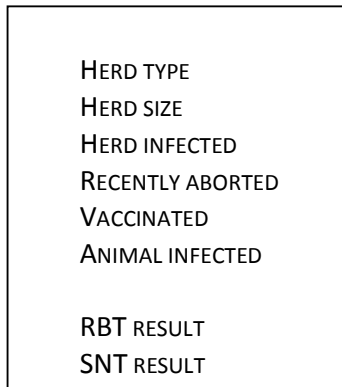 HERD TYPE
HERD SIZE
HERD INFECTED
RECENTLY ABORTED
VACCINATED
ANIMAL INFECTED
RBT RESULT
SNT RESULT